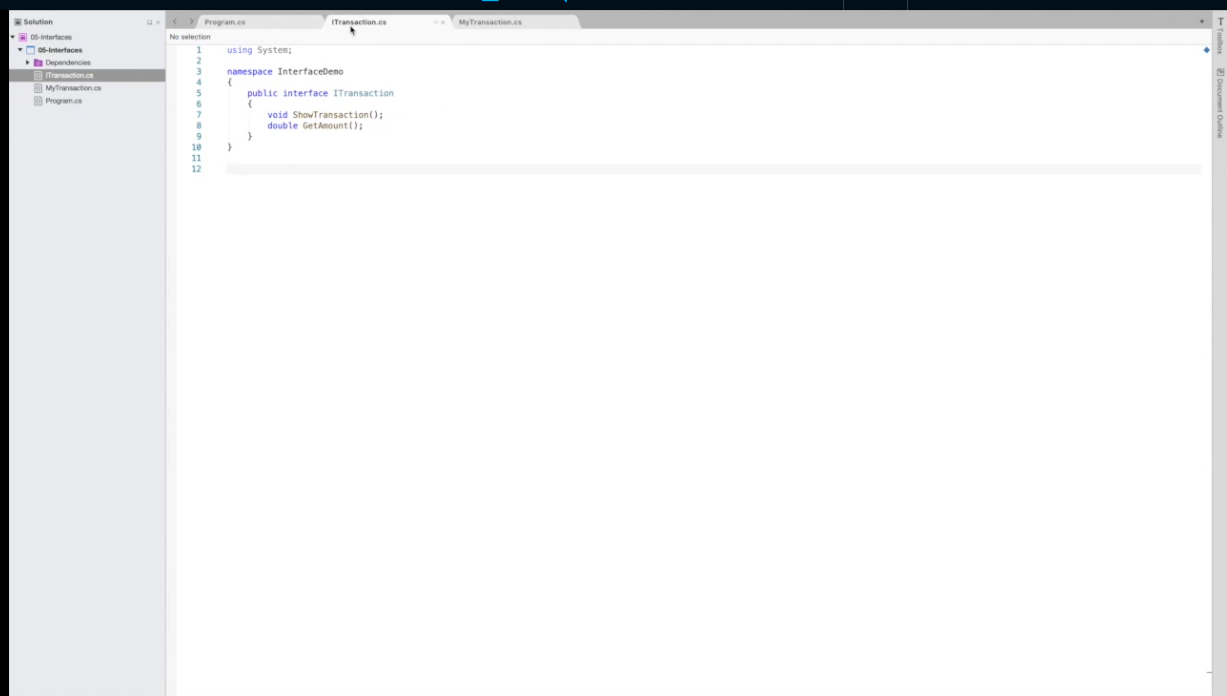 Solution
05-Interfaces
05-Interfaces
Dependencies
ITransaction.cs
MyTransaction.cs
Program.cs
Program.cs
ITransaction.cs
MyTransaction.cs
No selection
1 using System;
2
3 namespace InterfaceDemo
4 {
5 public interface ITransaction
6 {
7 void ShowTransaction();
8 double GetAmount();
9 }
10 }
11
12
Toolbox
Document Outline